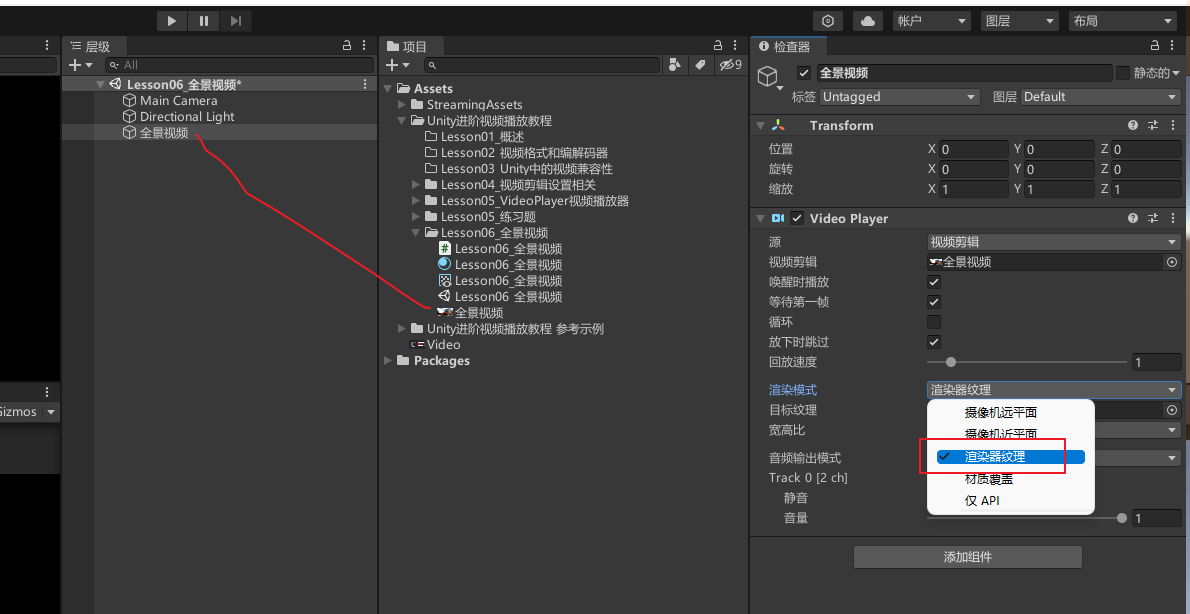 帐户
图层
布局
层级
All
Lesson06_全景视频*
Main Camera
Directional Light
全景视频
Gizmos
项目
9
Assets
StreamingAssets
Unity进阶视频播放教程
Lesson01_概述
Lesson02 视频格式和编解码器
Lesson03 Unity中的视频兼容性
Lesson04_视频剪辑设置相关
Lesson05_VideoPlayer视频播放器
Lesson05_练习题
Lesson06_全景视频
Lesson06_全景视频
Lesson06_全景视频
Lesson06_全景视频
Lesson06 全景视频
全景视频
Unity进阶视频播放教程 参考示例
Video
Packages
检查器
全景视频
静态的
标签 Untagged 图层 Default
Transform
位置 X 0 Y 0 Z 0
旋转 X 0 Y 0 Z 0
缩放 X 1 Y 1 Z 1
Video Player
源 视频剪辑
视频剪辑 全景视频
唤醒时播放
等待第一帧
循环
放下时跳过
回放速度 1
渲染模式 渲染器纹理
目标纹理
宽高比
音频输出模式
Track 0 [2 ch]
静音
音量 1
摄像机远平面
摄像机近平面
渲染器纹理
材质覆盖
仅 API
添加组件